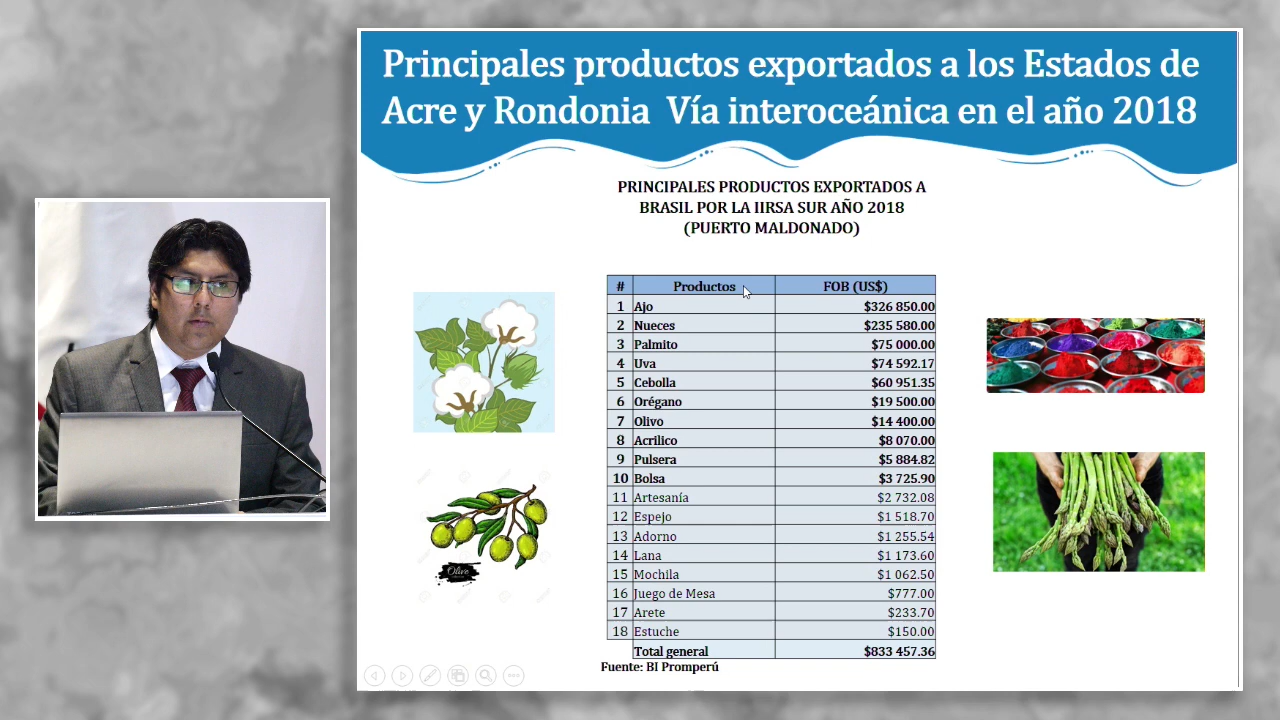 Principales productos exportados a los Estados de
Acre y Rondonia Vía interoceánica en el año 2018
PRINCIPALES PRODUCTOS EXPORTADOS A
BRASIL POR LA IIRSA SUR AÑO 2018
(PUERTO MALDONADO)
# Productos FOB (US$)
1 Ajo $326 850.00
2 Nueces $235 580.00
3 Palmito $75 000.00
4 Uva $74 592.17
5 Cebolla $60 951.35
6 Orégano $19 500.00
7 Olivo $14 400.00
8 Acrilico $8 070.00
9 Pulsera $5 884.82
10 Bolsa $3 725.90
11 Artesanía $2 732.08
12 Espejo $1 518.70
13 Adorno $1 255.54
14 Lana $1 173.60
15 Mochila $1 062.50
16 Juego de Mesa $777.00
17 Arete $233.70
18 Estuche $150.00
Total general $833 457.36
Fuente: BI Promperú
Olive